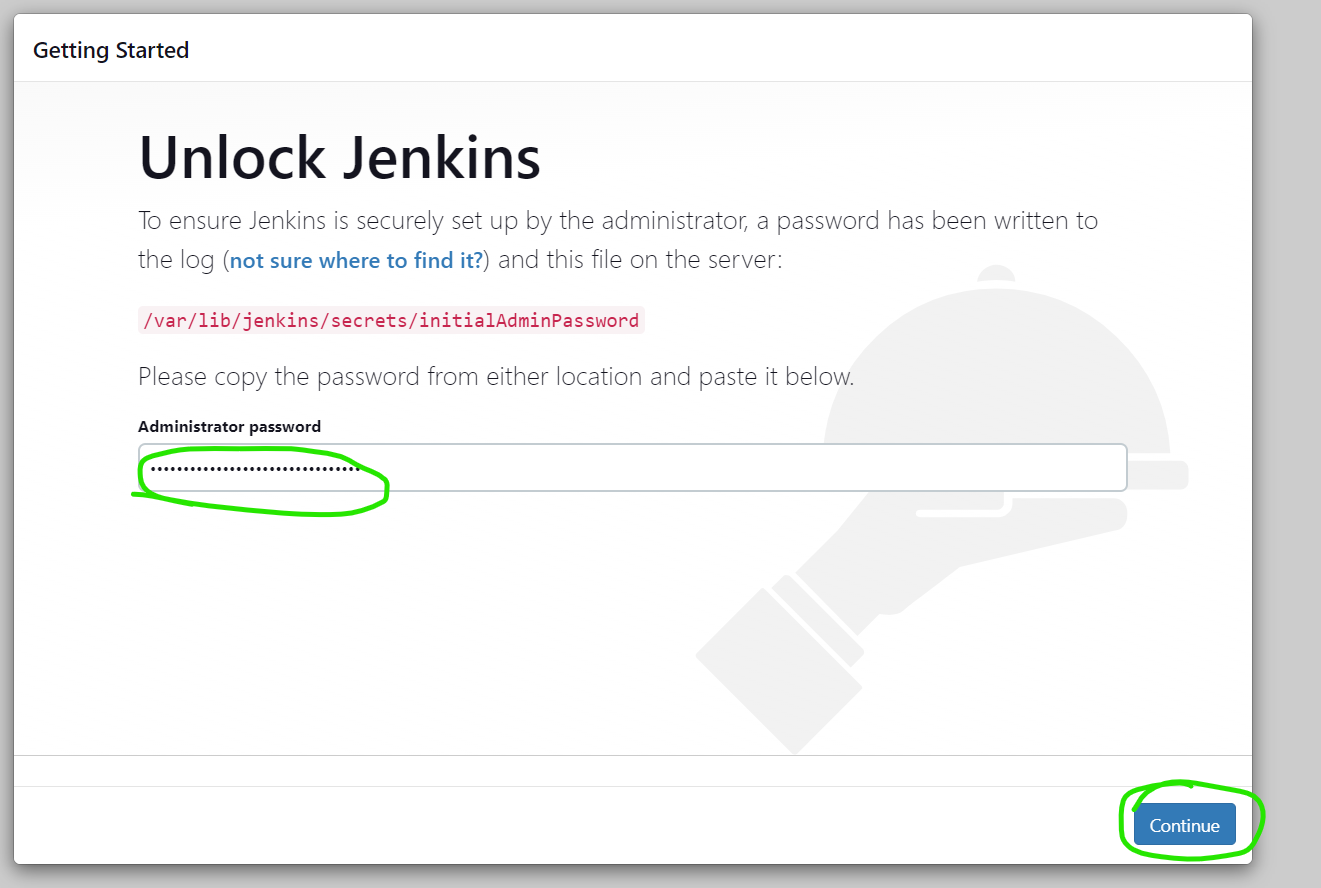 Getting Started
Unlock Jenkins
To ensure Jenkins is securely set up by the administrator, a password has been written to
the log (not sure where to find it?) and this file on the server:
/var/lib/jenkins/secrets/initialAdminPassword
Please copy the password from either location and paste it below.
Administrator password
Continue